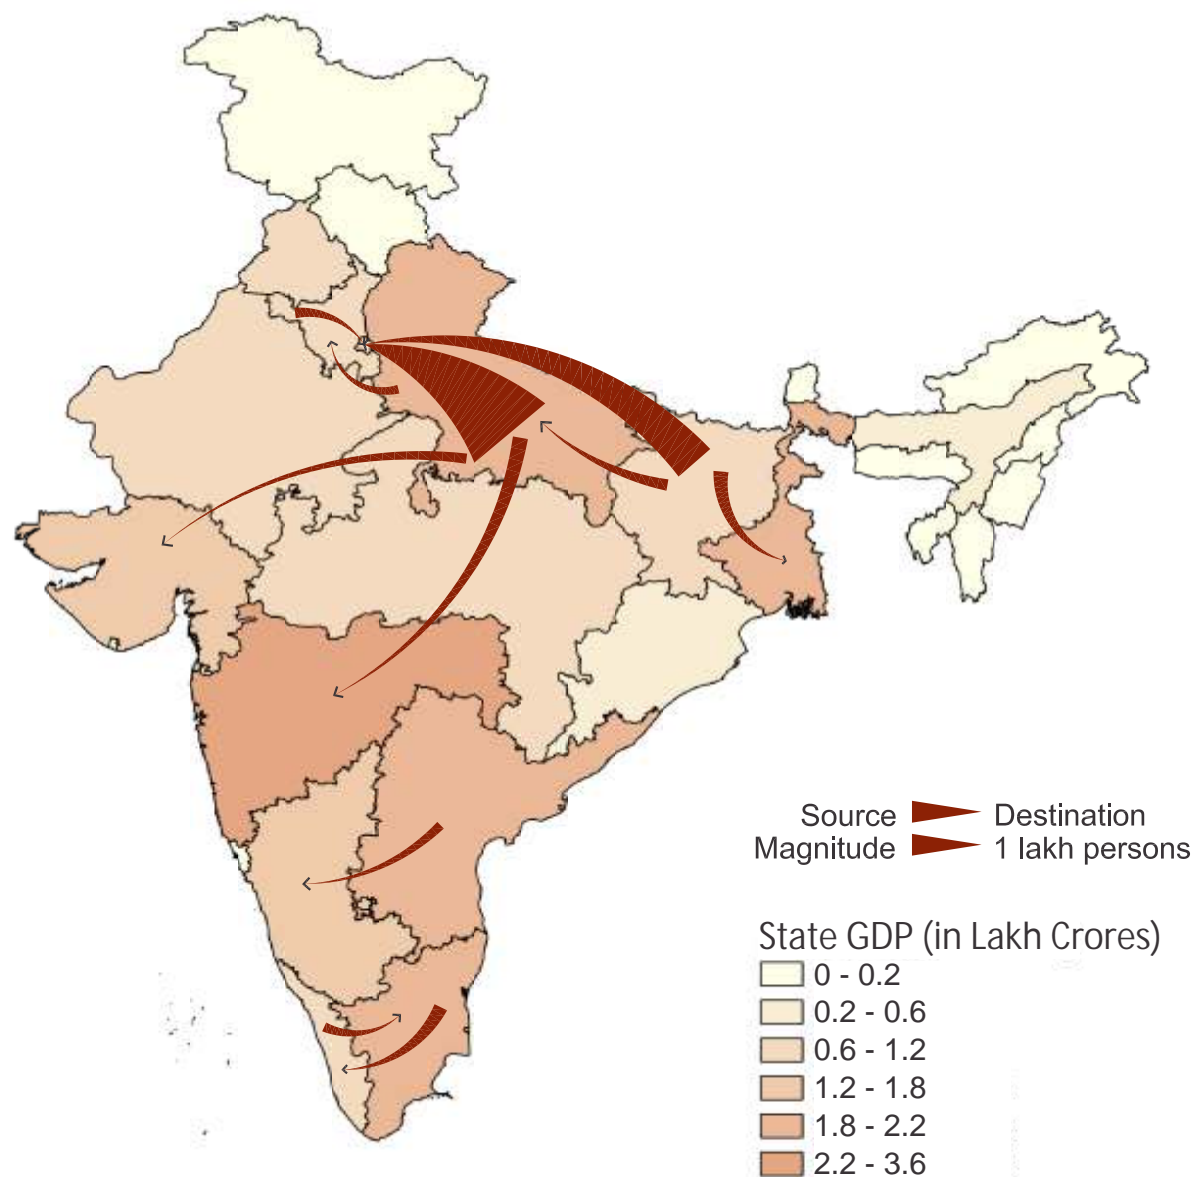 Source Destination
Magnitude 1 lakh persons
State GDP (in Lakh Crores)
0 - 0.2
0.2 - 0.6
0.6 - 1.2
1.2 - 1.8
1.8 - 2.2
2.2 - 3.6